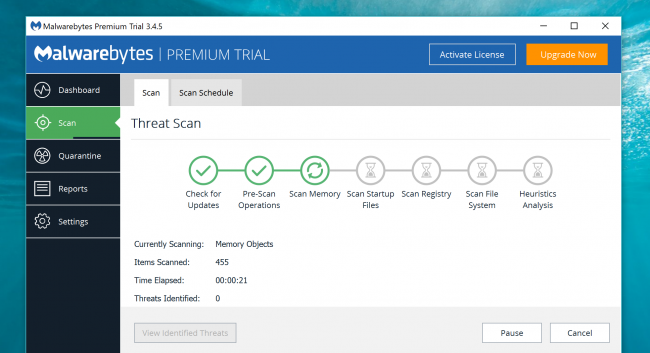 Malwarebytes Premium Trial 3.4.5
Malwarebytes | PREMIUM TRIAL
Activate License
Upgrade Now
Dashboard
Scan
Quarantine
Reports
Settings
Scan
Scan Schedule
Threat Scan
Check for
Updates
Pre-Scan
Operations
Scan Memory
Scan Startup
Files
Scan Registry
Scan File
System
Heuristics
Analysis
Currently Scanning: Memory Objects
Items Scanned: 455
Time Elapsed: 00:00:21
Threats Identified: 0
View Identified Threats
Pause
Cancel